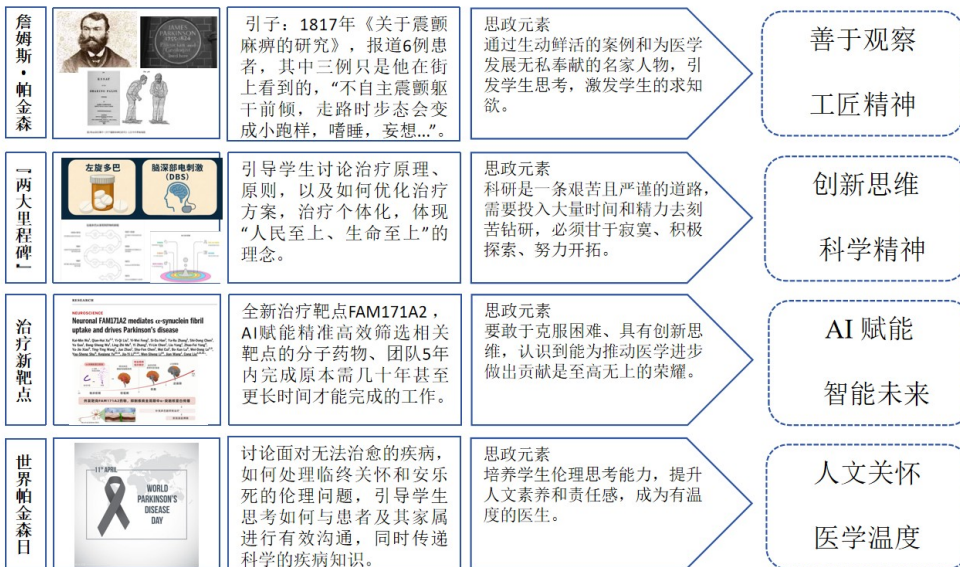 詹姆斯·帕金森
JAMES
PARKINSON
引子：1817年《关于震颤
麻痹的研究》，报道6例患
者，其中三例只是他在街
上看到的，“不自主震颤躯
干前倾，走路时步态会变
成小跑样，嗜睡，妄想…”。
思政元素
通过生动鲜活的案例和为医学
发展无私奉献的名家人物，引
发学生思考，激发学生的求知
欲。
善于观察
工匠精神
『两大里程碑』
左旋多巴
脑深部电刺激
（DBS）
引导学生讨论治疗原理、
原则，以及如何优化治疗
方案，治疗个体化，体现
“人民至上、生命至上”的
理念。
思政元素
科研是一条艰苦且严谨的道路，
需要投入大量时间和精力去刻
苦钻研，必须甘于寂寞、积极
探索、努力开拓。
创新思维
科学精神
治疗新靶点
NEUROSCIENCE
Neuronal FAM171A2 mediates α-synuclein fibril
uptake and drives Parkinson's disease
全新治疗靶点FAM171A2，
AI赋能精准高效筛选相关
靶点的分子药物、团队5年
内完成原本需几十年甚至
更长时间才能完成的工作。
思政元素
要敢于克服困难、具有创新思
维，认识到能为推动医学进步
做出贡献是至高无上的荣耀。
AI 赋能
智能未来
世界帕金森日
11th APRIL
WORLD
PARKINSON'S
DISEASE
DAY
讨论面对无法治愈的疾病，
如何处理临终关怀和安乐
死的伦理问题，引导学生
思考如何与患者及其家属
进行有效沟通，同时传递
科学的疾病知识。
思政元素
培养学生伦理思考能力，提升
人文素养和责任感，成为有温
度的医生。
人文关怀
医学温度